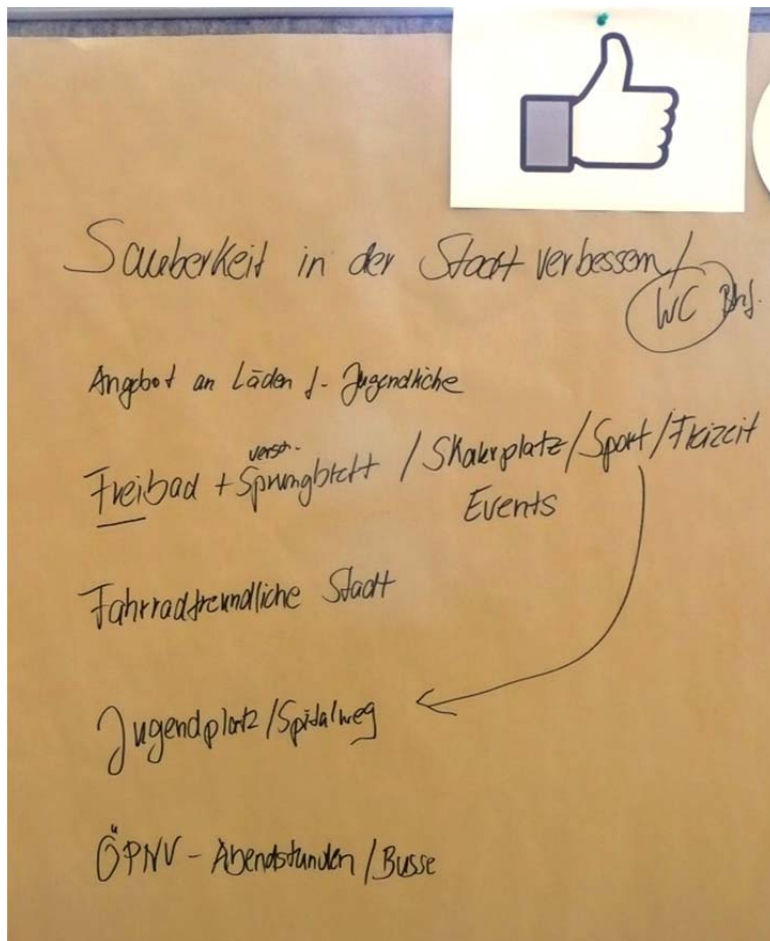 Sauberkeit in der Stadt verbessern /
WC Bhf.
Angebot an Läden f. Jugendliche
versch.
Freibad + Sprungbrett / Skaterplatz / Sport / Freizeit
Events
Fahrradfreundliche Stadt
Jugendplatz / Spitalweg
ÖPNV - Abendstunden / Busse